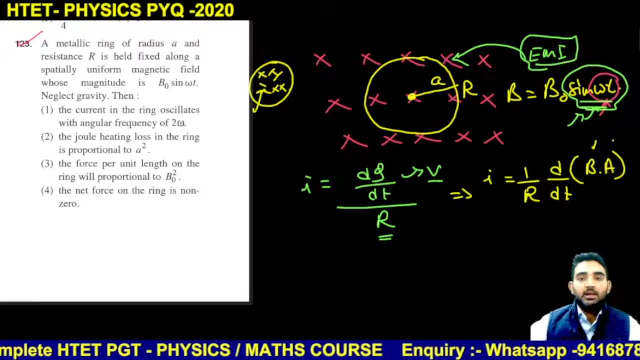 HTET- PHYSICS PYQ -2020
4
123. A metallic ring of radius a and
resistance R is held fixed along a
spatially uniform magnetic field
whose magnitude is B₀ sin ωt.
Neglect gravity. Then :
(1) the current in the ring oscillates
with angular frequency of 2ω.
(2) the joule heating loss in the ring
is proportional to a².
(3) the force per unit length on the
ring will proportional to B₀².
(4) the net force on the ring is non-
zero.
EMI
a
R
B = B₀ sin ωt
i = dϕ/dt → V
R
⇒ i = 1/R d/dt (B.A)
mplete HTET PGT - PHYSICS / MATHS COURSE Enquiry :- Whatsapp -9416878